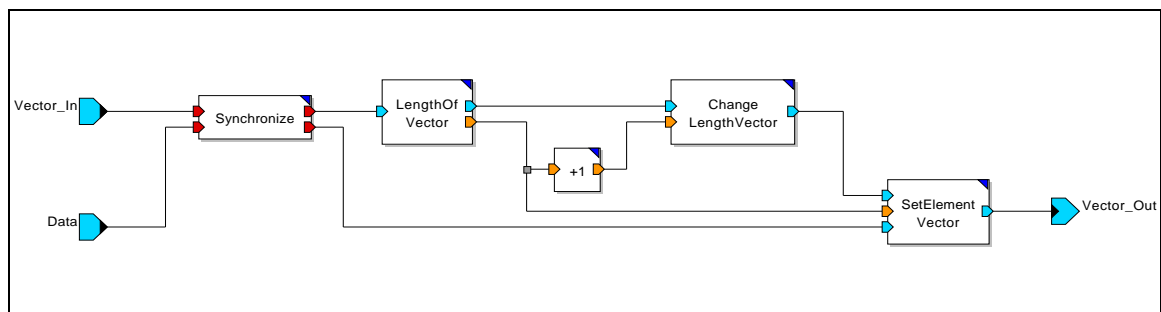 Vector_In
Synchronize
LengthOf
Vector
+1
Change
LengthVector
Data
SetElement
Vector
Vector_Out